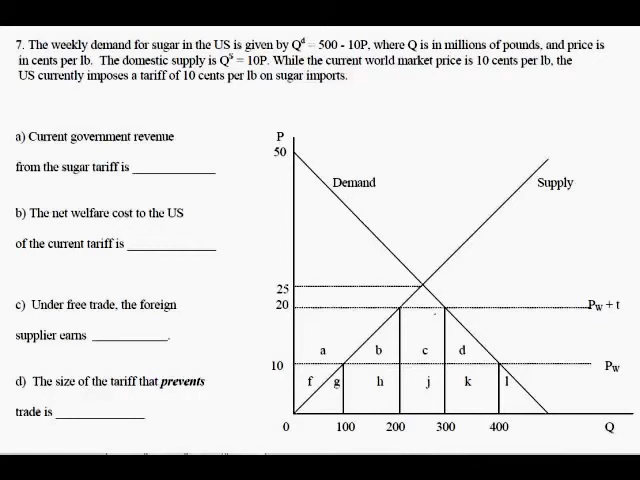 7. The weekly demand for sugar in the US is given by Qᵈ = 500 - 10P, where Q is in millions of pounds, and price is
in cents per lb. The domestic supply is Qˢ = 10P. While the current world market price is 10 cents per lb, the
US currently imposes a tariff of 10 cents per lb on sugar imports.
a) Current government revenue
from the sugar tariff is ____________
b) The net welfare cost to the US
of the current tariff is ____________
c) Under free trade, the foreign
supplier earns ___________.
d) The size of the tariff that prevents
trade is ____________
P
50
Demand
Supply
25
20
Pw + t
a
b
c
d
10
Pw
f
g
h
j
k
l
0
100
200
300
400
Q